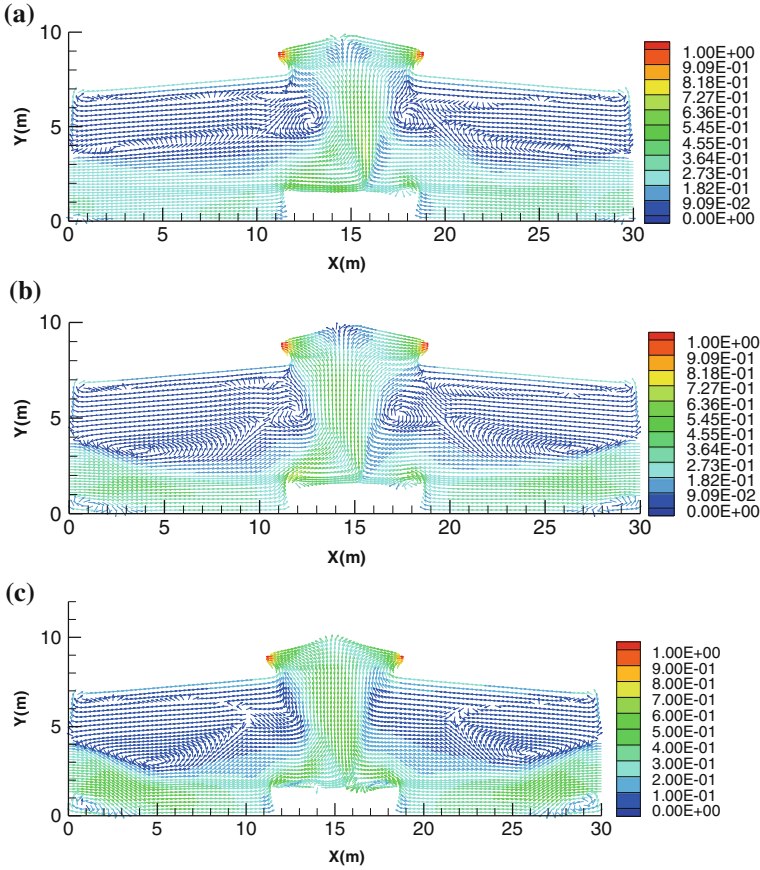 (a)
10
5
0
Y(m)
0 5 10 15 20 25 30
X(m)
1.00E+00
9.09E-01
8.18E-01
7.27E-01
6.36E-01
5.45E-01
4.55E-01
3.64E-01
2.73E-01
1.82E-01
9.09E-02
0.00E+00
(b)
10
5
0
Y(m)
0 5 10 15 20 25 30
X(m)
1.00E+00
9.09E-01
8.18E-01
7.27E-01
6.36E-01
5.45E-01
4.55E-01
3.64E-01
2.73E-01
1.82E-01
9.09E-02
0.00E+00
(c)
10
5
0
Y(m)
0 5 10 15 20 25 30
X(m)
1.00E+00
9.00E-01
8.00E-01
7.00E-01
6.00E-01
5.00E-01
4.00E-01
3.00E-01
2.00E-01
1.00E-01
0.00E+00